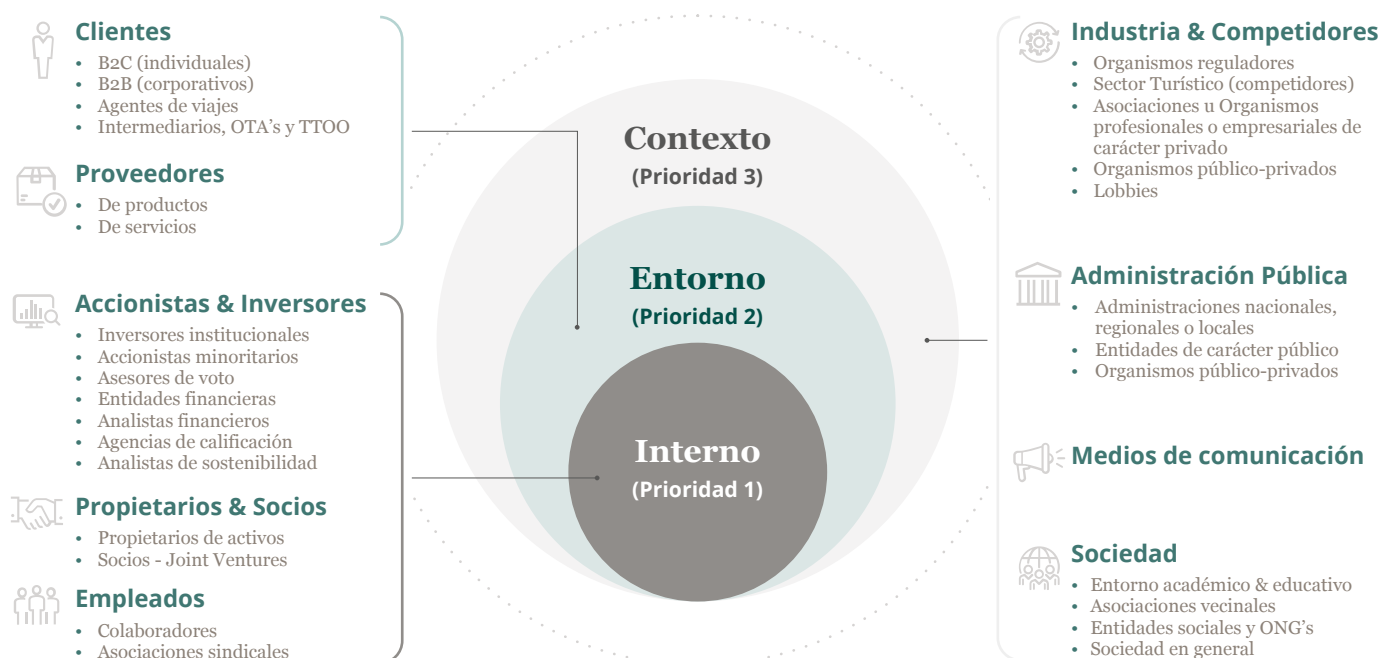 Clientes
• B2C (individuales)
• B2B (corporativos)
• Agentes de viajes
• Intermediarios, OTA’s y TTOO
Proveedores
• De productos
• De servicios
Accionistas & Inversores
• Inversores institucionales
• Accionistas minoritarios
• Asesores de voto
• Entidades financieras
• Analistas financieros
• Agencias de calificación
• Analistas de sostenibilidad
Propietarios & Socios
• Propietarios de activos
• Socios - Joint Ventures
Empleados
• Colaboradores
• Asociaciones sindicales
Contexto
(Prioridad 3)
Entorno
(Prioridad 2)
Interno
(Prioridad 1)
Industria & Competidores
• Organismos reguladores
• Sector Turístico (competidores)
• Asociaciones u Organismos
profesionales o empresariales de
carácter privado
• Organismos público-privados
• Lobbies
Administración Pública
• Administraciones nacionales,
regionales o locales
• Entidades de carácter público
• Organismos público-privados
Medios de comunicación
Sociedad
• Entorno académico & educativo
• Asociaciones vecinales
• Entidades sociales y ONG’s
• Sociedad en general